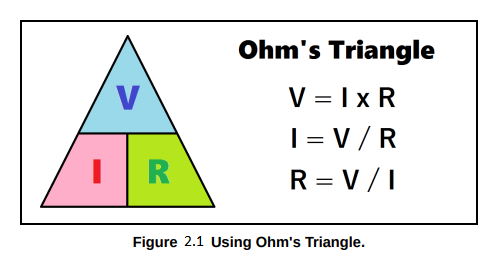 Ohm's Triangle
V
V = I x R
I = V / R
I R
R = V / I
Figure 2.1 Using Ohm's Triangle.